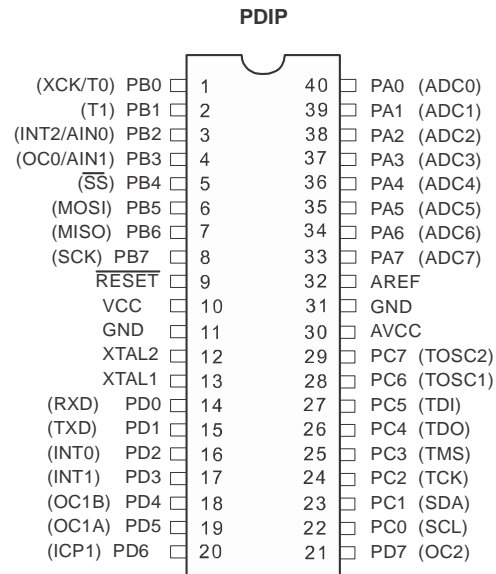 PDIP
(XCK/T0) PB0 1 40 PA0 (ADC0)
(T1) PB1 2 39 PA1 (ADC1)
(INT2/AIN0) PB2 3 38 PA2 (ADC2)
(OC0/AIN1) PB3 4 37 PA3 (ADC3)
(S̅S̅) PB4 5 36 PA4 (ADC4)
(MOSI) PB5 6 35 PA5 (ADC5)
(MISO) PB6 7 34 PA6 (ADC6)
(SCK) PB7 8 33 PA7 (ADC7)
R̅E̅S̅E̅T̅ 9 32 AREF
VCC 10 31 GND
GND 11 30 AVCC
XTAL2 12 29 PC7 (TOSC2)
XTAL1 13 28 PC6 (TOSC1)
(RXD) PD0 14 27 PC5 (TDI)
(TXD) PD1 15 26 PC4 (TDO)
(INT0) PD2 16 25 PC3 (TMS)
(INT1) PD3 17 24 PC2 (TCK)
(OC1B) PD4 18 23 PC1 (SDA)
(OC1A) PD5 19 22 PC0 (SCL)
(ICP1) PD6 20 21 PD7 (OC2)